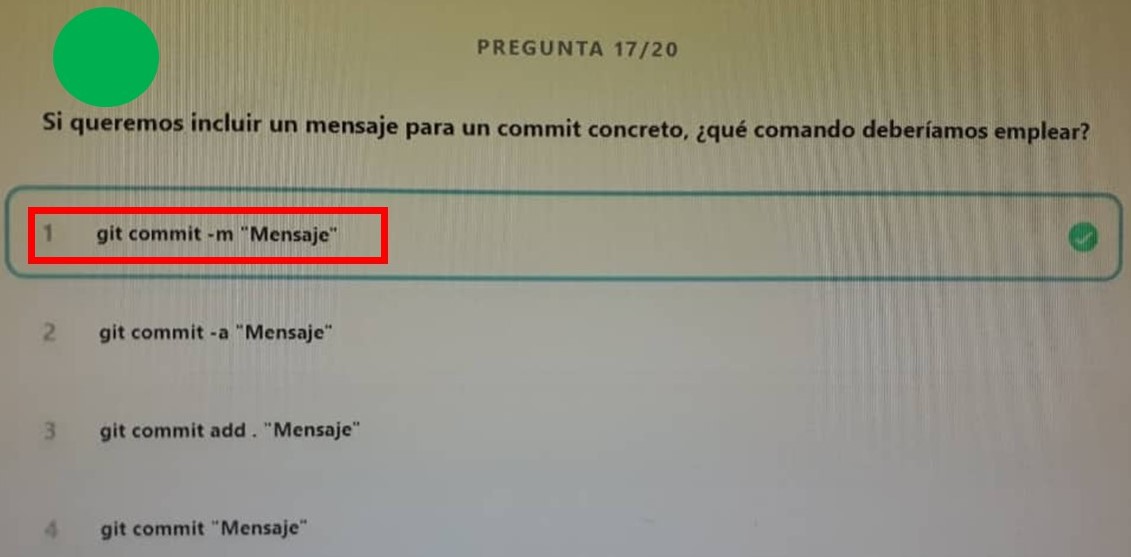 PREGUNTA 17/20
Si queremos incluir un mensaje para un commit concreto, ¿qué comando deberíamos emplear?
1 git commit -m "Mensaje"
2 git commit -a "Mensaje"
3 git commit add . "Mensaje"
4 git commit "Mensaje"